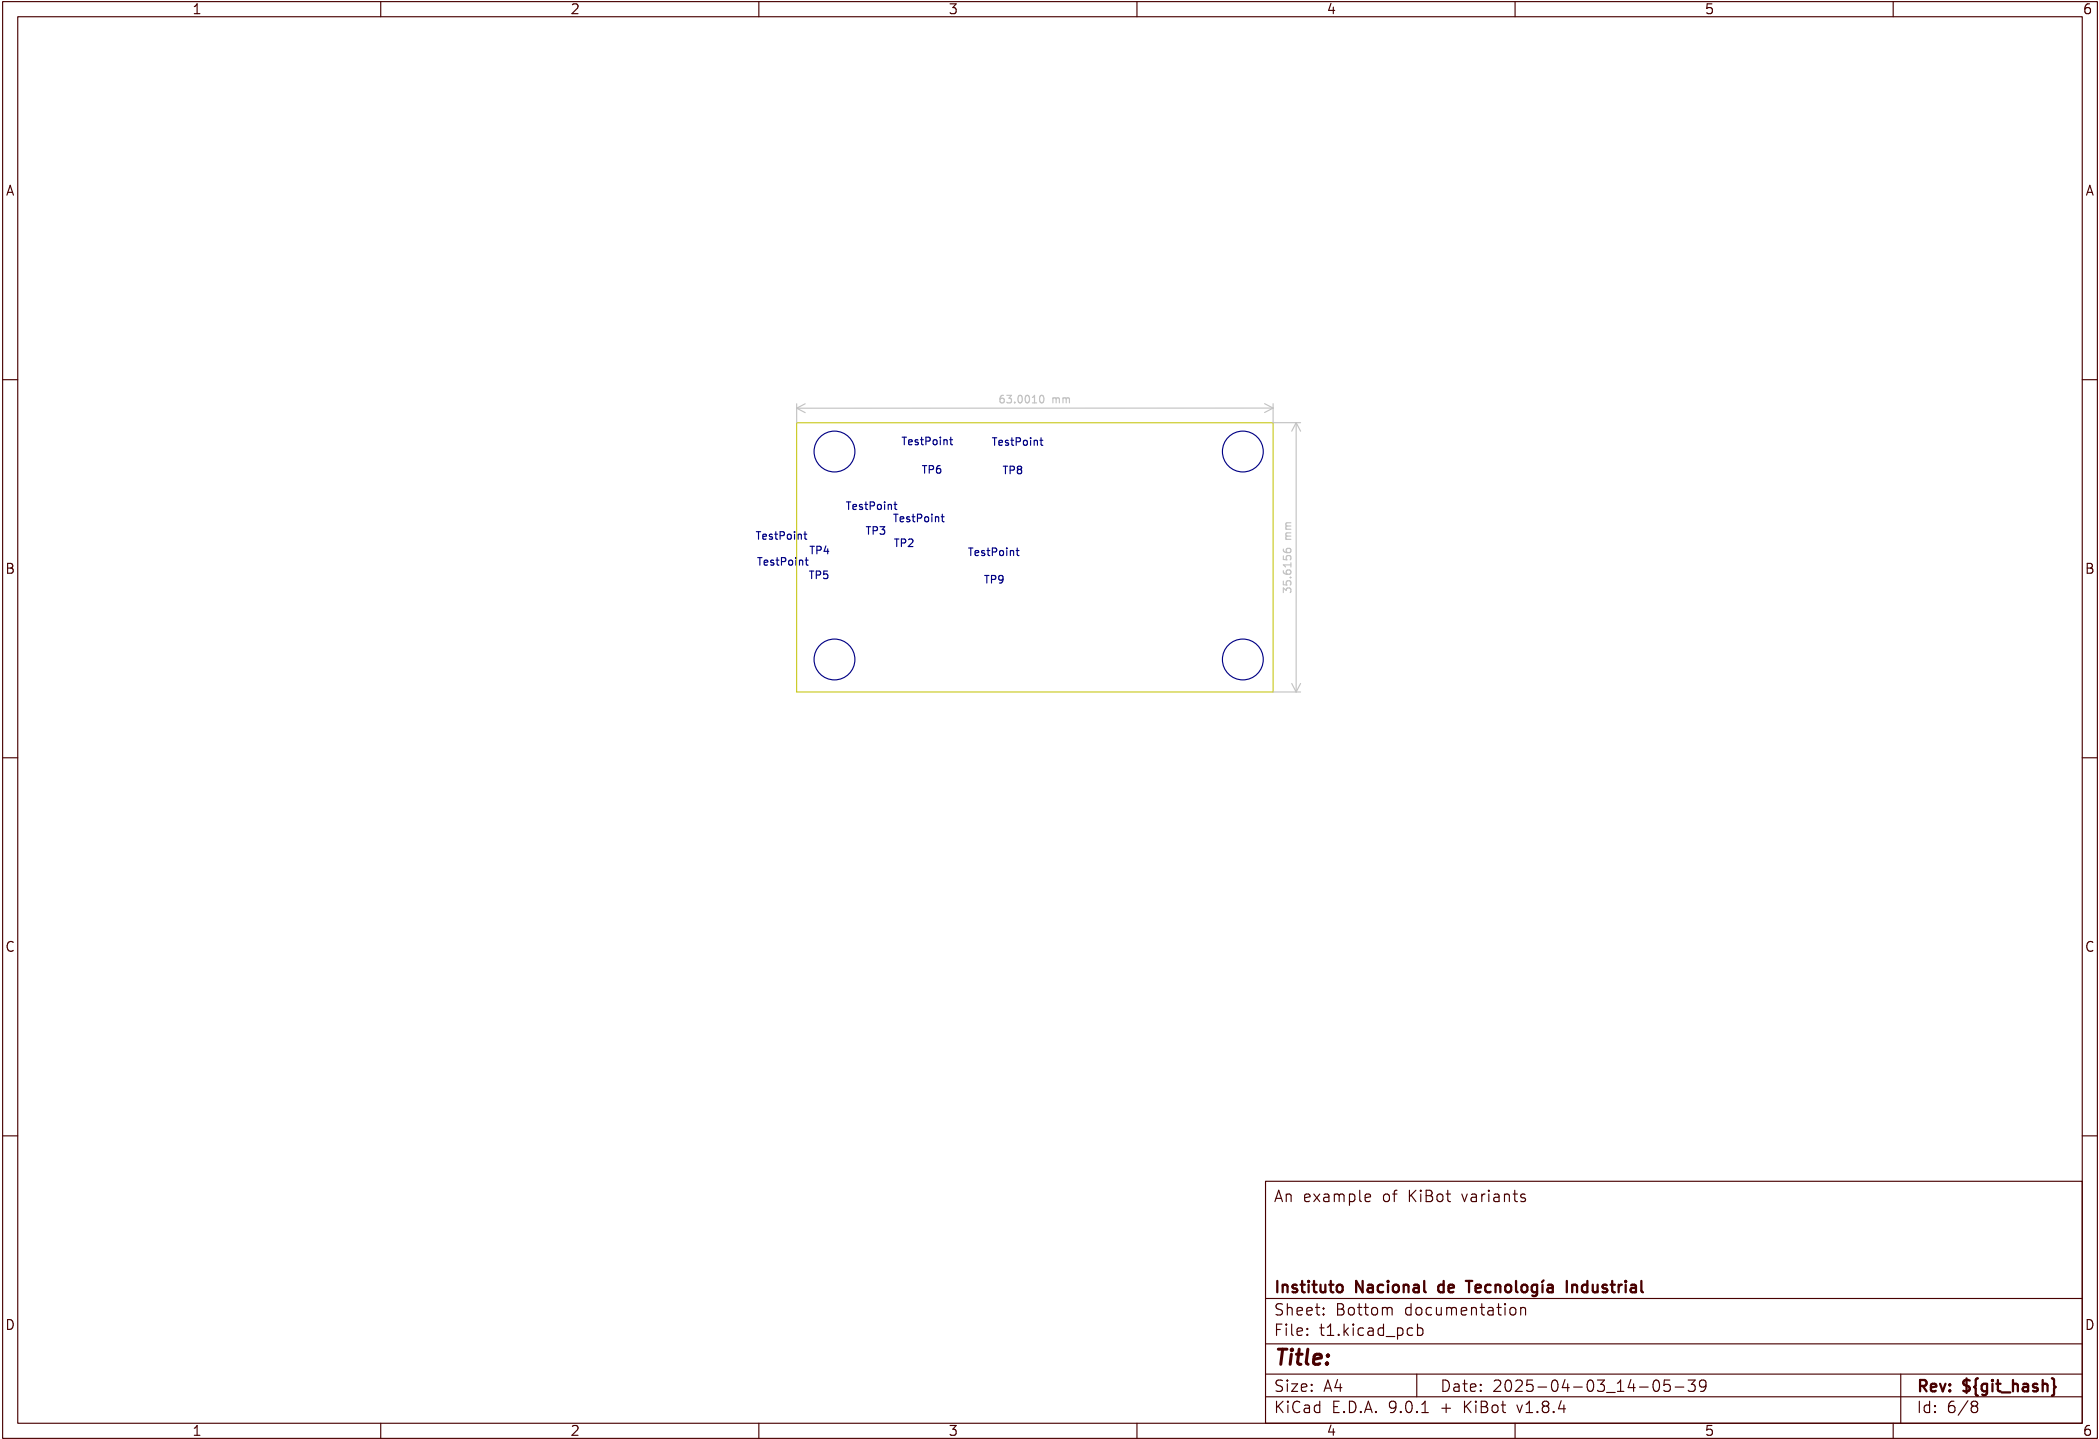 1 2 3 4 5 6
A A
63.0010 mm
TestPoint TestPoint
TP6 TP8
TestPoint
TestPoint
TP3
TestPoint
TP2
TP4
TestPoint
TestPoint
TP5
TP9
35.6156 mm
B B
C C
An example of KiBot variants
Instituto Nacional de Tecnología Industrial
Sheet: Bottom documentation
File: t1.kicad_pcb
D D
Title:
Size: A4 Date: 2025-04-03_14-05-39 Rev: ${git_hash}
KiCad E.D.A. 9.0.1 + KiBot v1.8.4 Id: 6/8
1 2 3 4 5 6